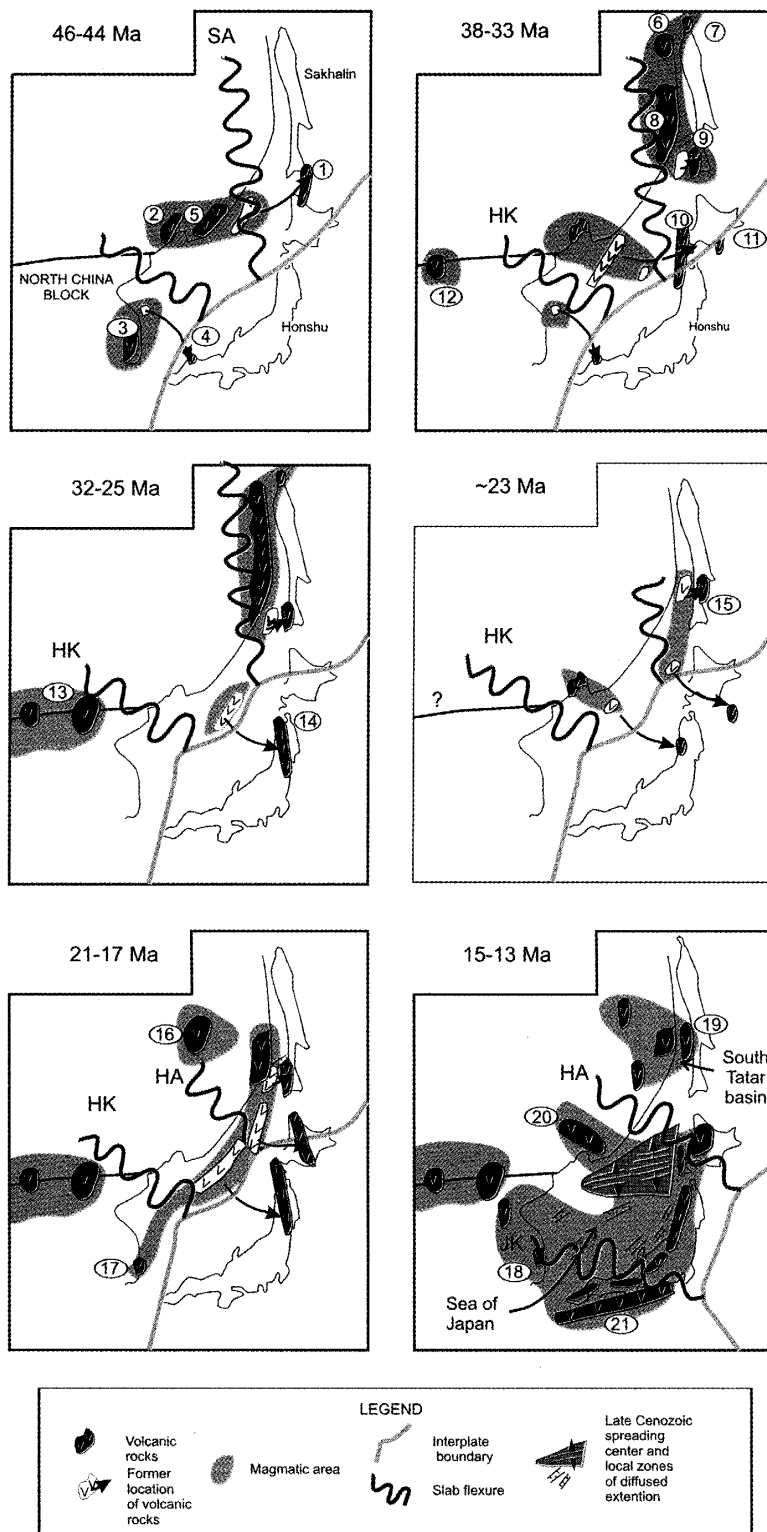 46-44 Ma
SA
Sakhalin
1
2
5
NORTH CHINA
BLOCK
3
4
Honshu
38-33 Ma
6
7
8
9
HK
10
11
12
Honshu
32-25 Ma
HK
13
14
~23 Ma
HK
15
?
21-17 Ma
16
HA
HK
17
15-13 Ma
19
South
Tatar
basin
HA
20
JK
18
Sea of
Japan
21
LEGEND
Volcanic
rocks
Former
location
of volcanic
rocks
Magmatic area
Interplate
boundary
Slab flexure
Late Cenozoic
spreading
center and
local zones
of diffused
extention